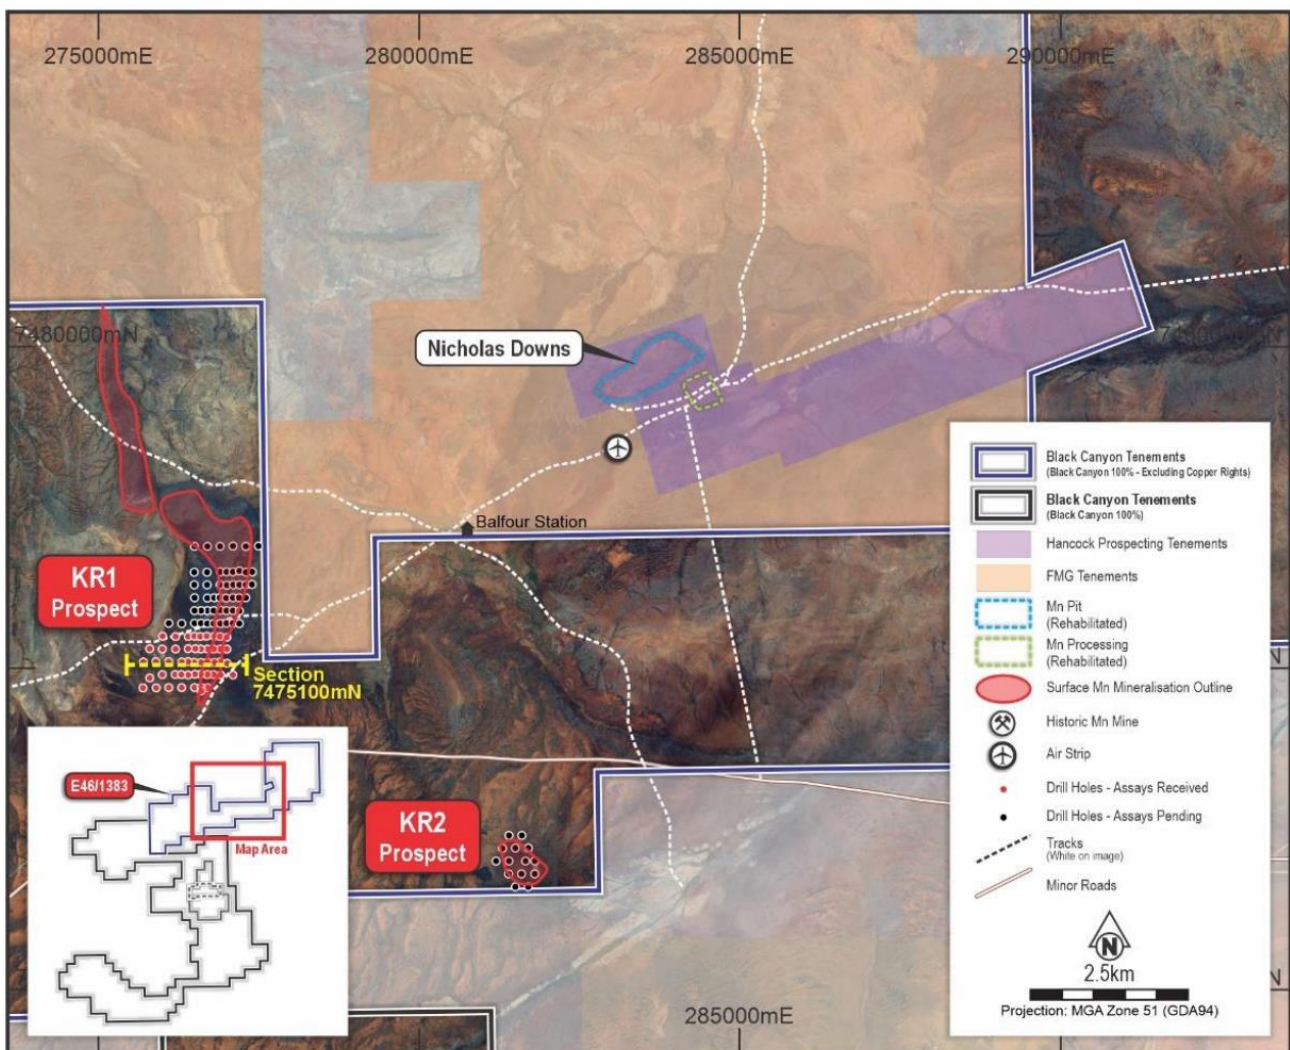 275000mE
280000mE
285000mE
290000mE
7480000mN
Nicholas Downs
Balfour Station
KR1
Prospect
Section
7475100mN
E46/1383
Map Area
KR2
Prospect
285000mE
N
N
Black Canyon Tenements
(Black Canyon 100% - Excluding Copper Rights)
Black Canyon Tenements
(Black Canyon 100%)
Hancock Prospecting Tenements
FMG Tenements
Mn Pit
(Rehabilitated)
Mn Processing
(Rehabilitated)
Surface Mn Mineralisation Outline
Historic Mn Mine
Air Strip
Drill Holes - Assays Received
Drill Holes - Assays Pending
Tracks
(White on image)
Minor Roads
N
2.5km
Projection: MGA Zone 51 (GDA94)